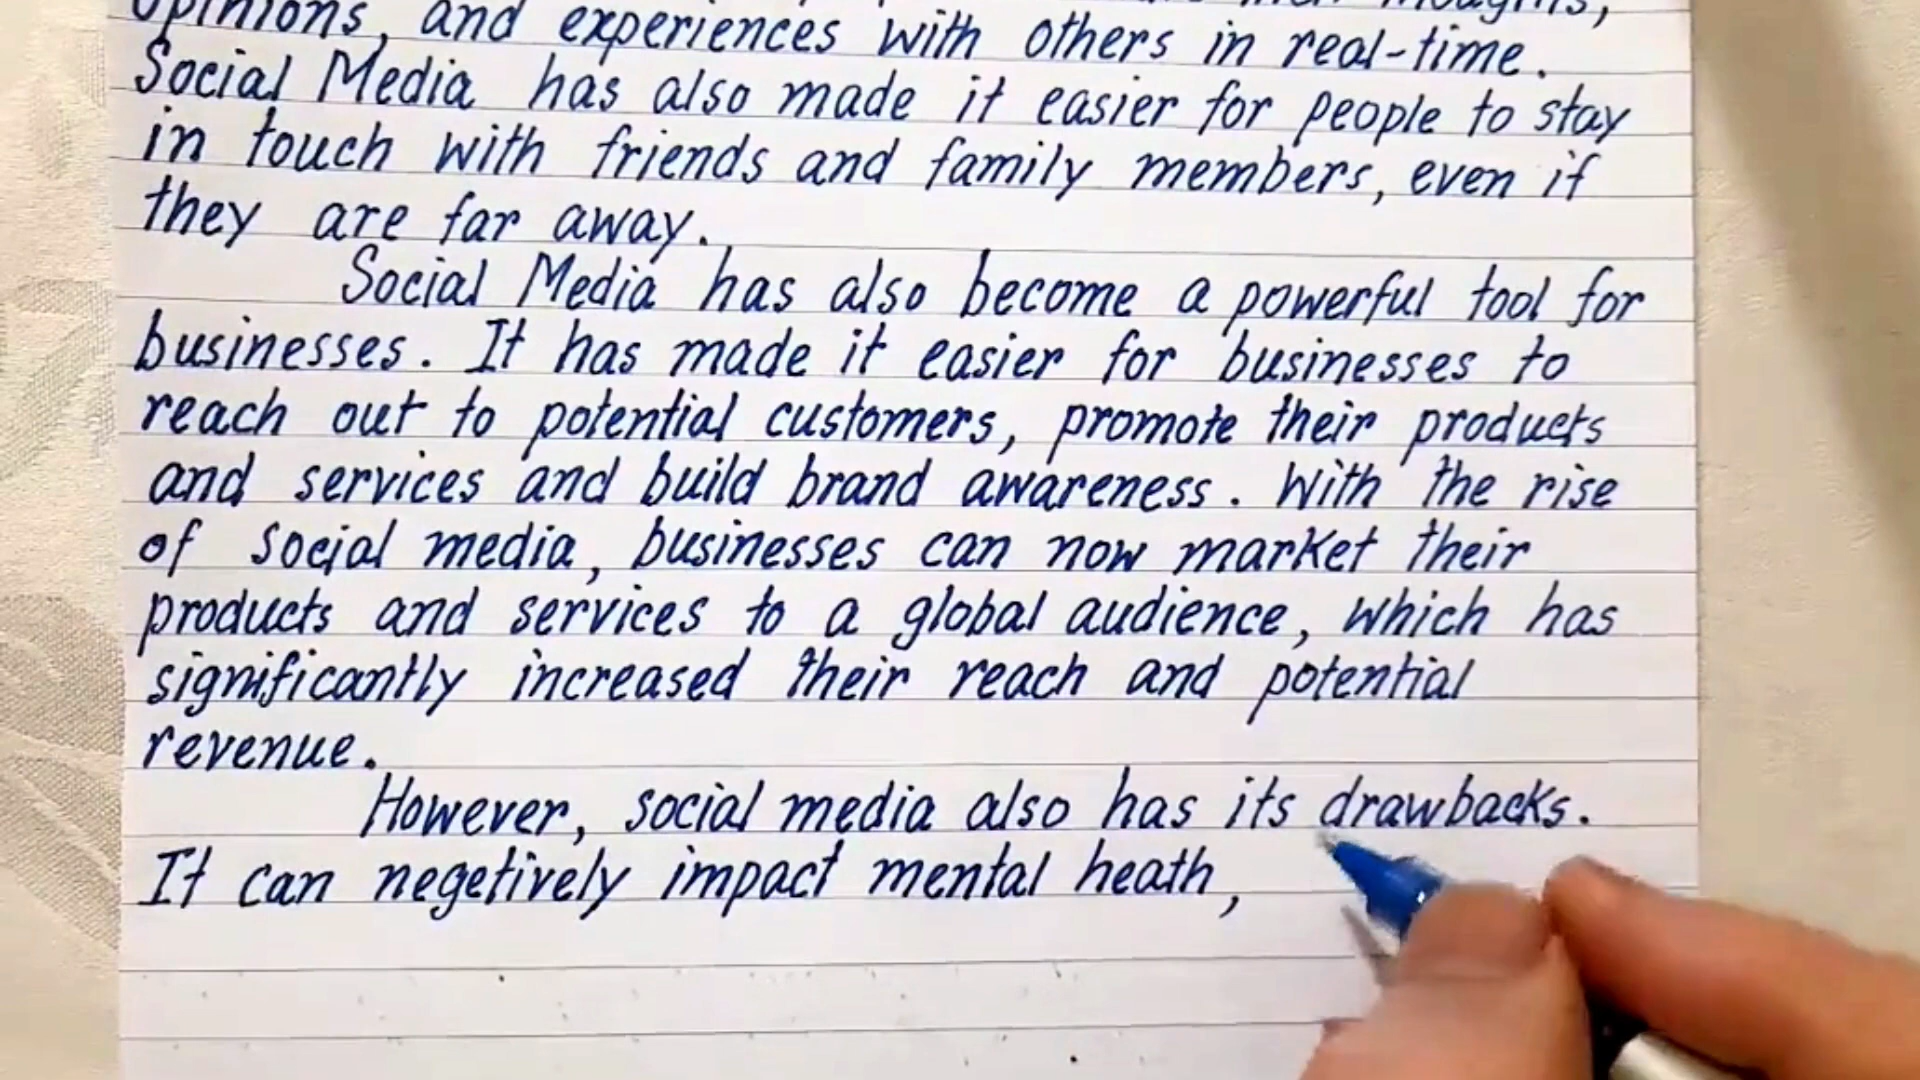 opinions, and experiences with others in real-time.
Social Media has also made it easier for people to stay
in touch with friends and family members, even if
they are far away.
Social Media has also become a powerful tool for
businesses. It has made it easier for businesses to
reach out to potential customers, promote their products
and services and build brand awareness. With the rise
of social media, businesses can now market their
products and services to a global audience, which has
significantly increased their reach and potential
revenue.
However, social media also has its drawbacks.
It can negetively impact mental heath,